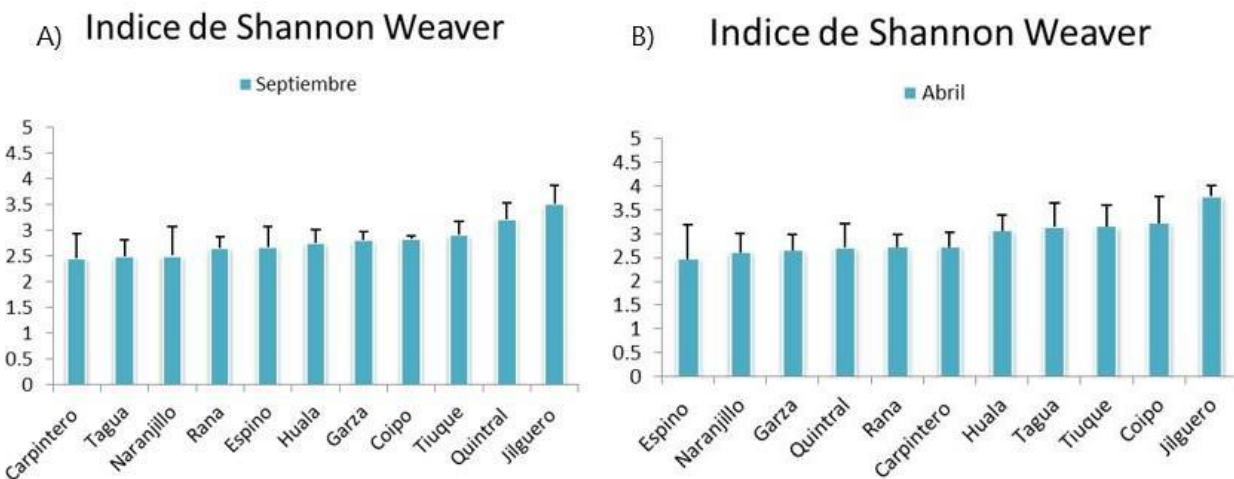 A) Indice de Shannon Weaver
Septiembre
5
4.5
4
3.5
3
2.5
2
1.5
1
0.5
0
Carpintero
Tagua
Naranjillo
Rana
Espino
Huala
Garza
Coipo
Tiuque
Quintral
Jilguero
B) Indice de Shannon Weaver
Abril
5
4.5
4
3.5
3
2.5
2
1.5
1
0.5
0
Espino
Naranjillo
Garza
Quintral
Rana
Carpintero
Huala
Tagua
Tiuque
Coipo
Jilguero